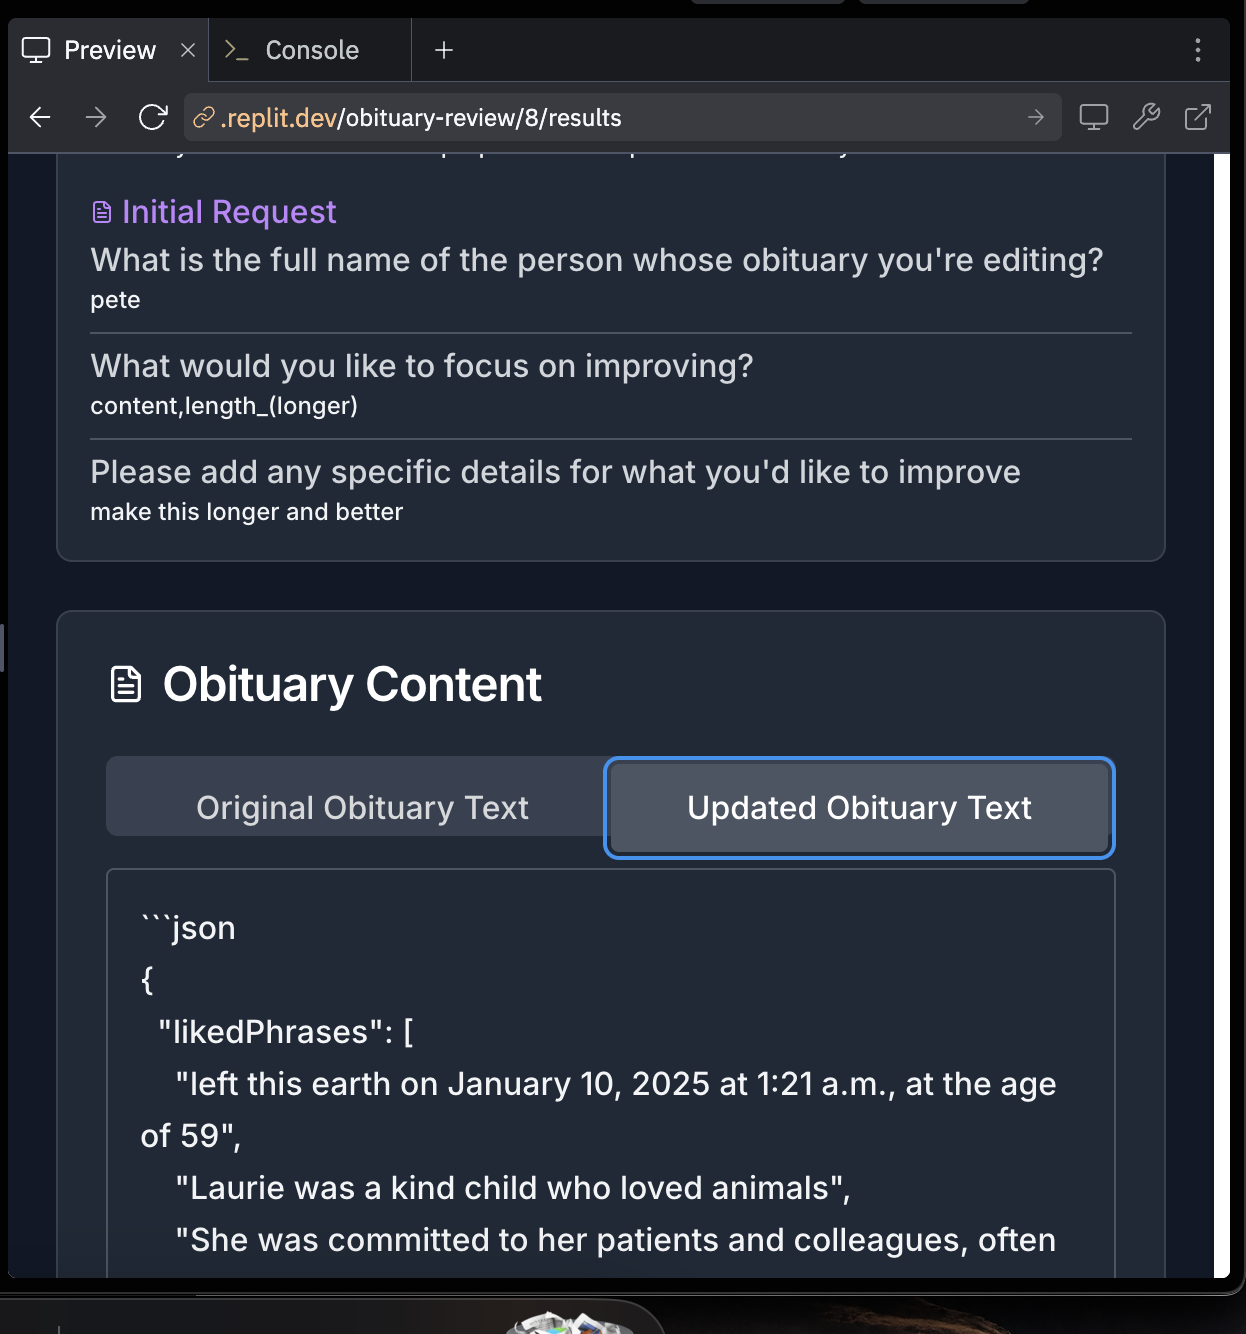 Preview
Console
.replit.dev/obituary-review/8/results
Initial Request
What is the full name of the person whose obituary you're editing?
pete
What would you like to focus on improving?
content,length_(longer)
Please add any specific details for what you'd like to improve
make this longer and better
Obituary Content
Original Obituary Text
Updated Obituary Text
```json
{
"likedPhrases": [
"left this earth on January 10, 2025 at 1:21 a.m., at the age
of 59",
"Laurie was a kind child who loved animals",
"She was committed to her patients and colleagues, often